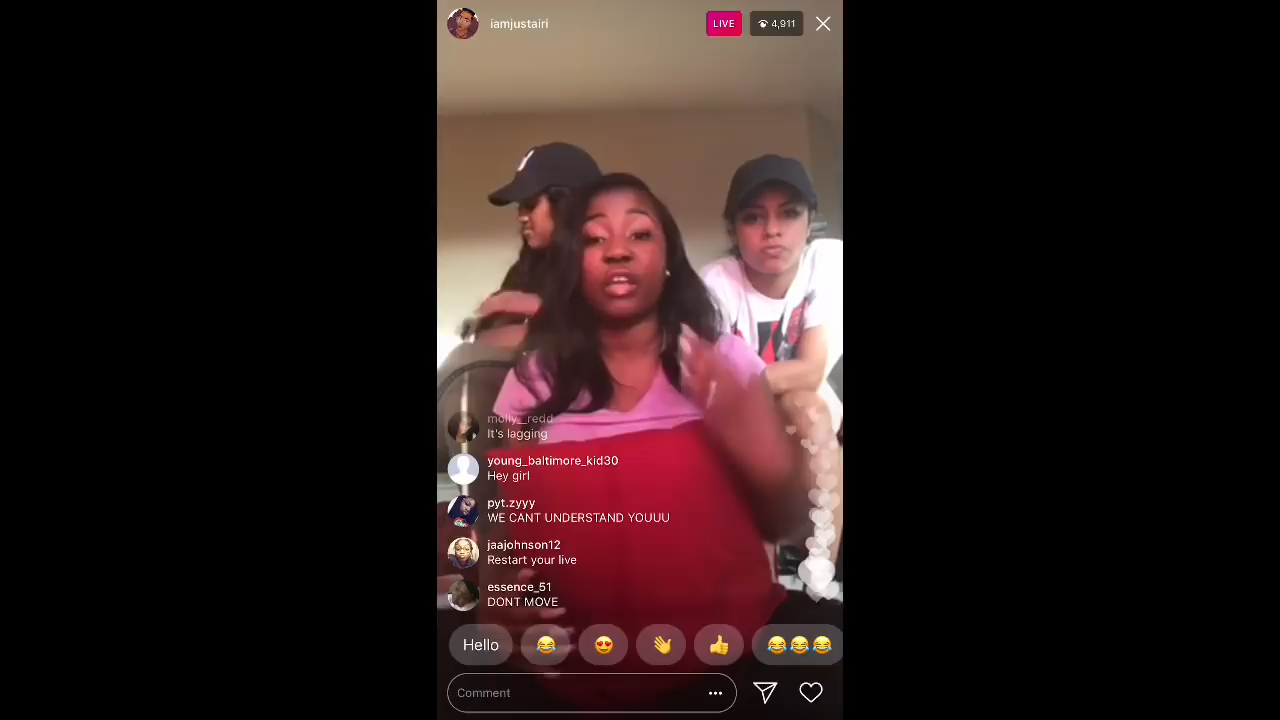 iamjustairi
LIVE
4,911
molly__redd
It's lagging
young_baltimore_kid30
Hey girl
pyt.zyyy
WE CANT UNDERSTAND YOUUU
jaajohnson12
Restart your live
essence_51
DONT MOVE
Hello
Comment